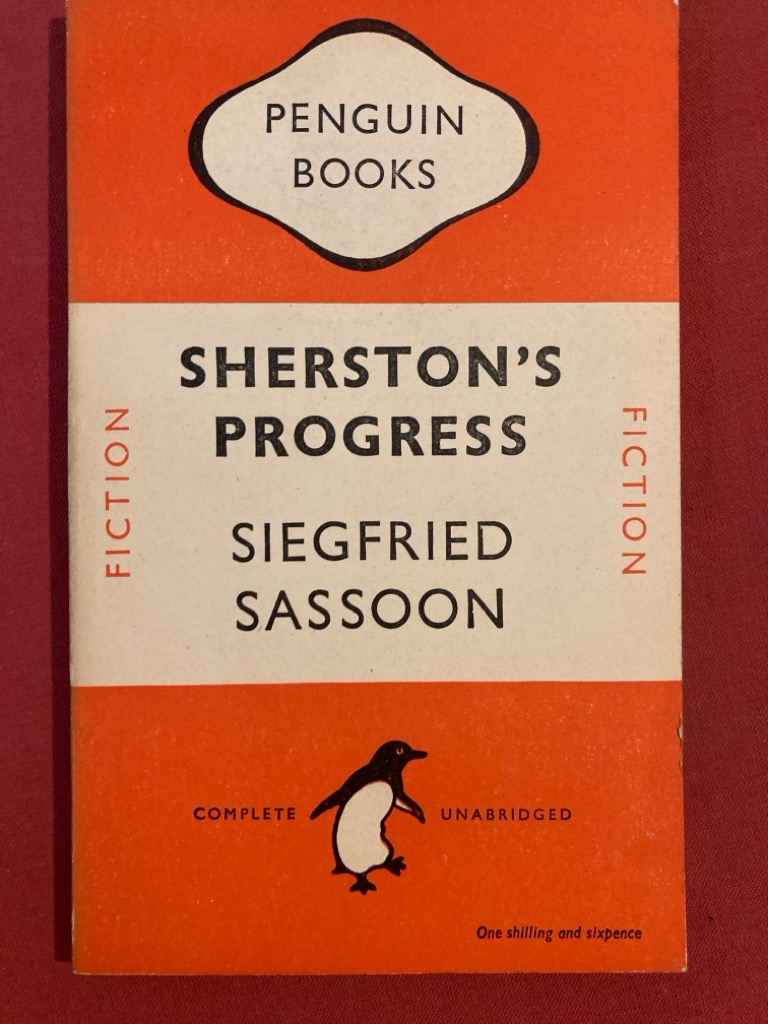 PENGUIN
BOOKS
SHERSTON'S
PROGRESS
FICTION
FICTION
SIEGFRIED
SASSOON
COMPLETE UNABRIDGED
One shilling and sixpence